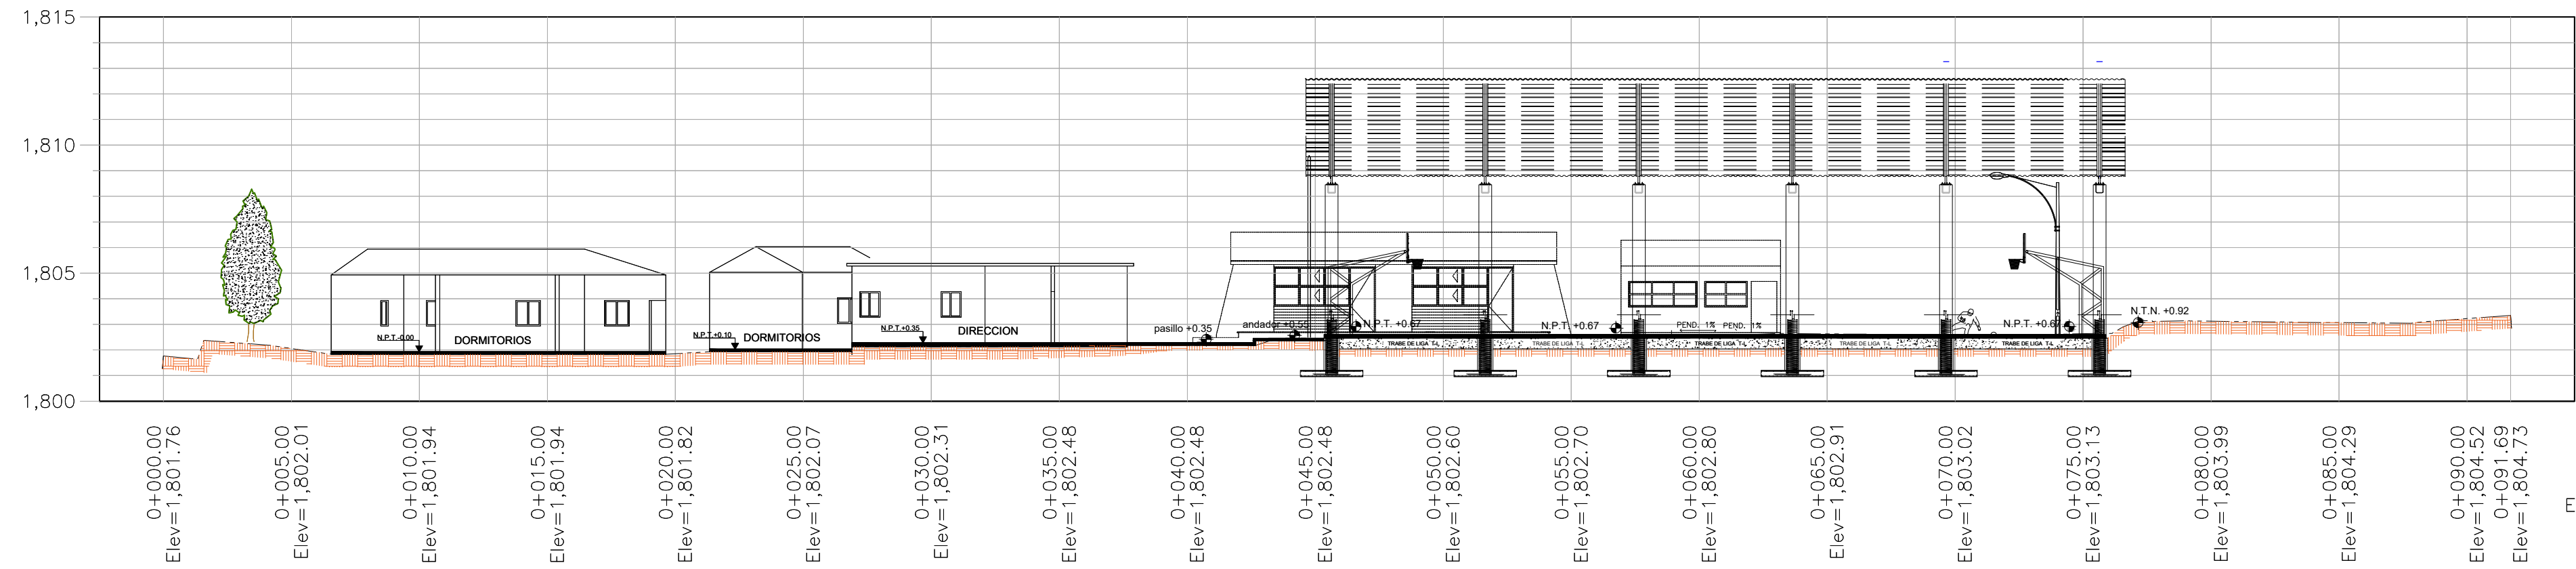 1,815
1,810
1,805
1,800
N.P.T.-0.00
DORMITORIOS
N.P.T.+0.10
DORMITORIOS
N.P.T.+0.35
DIRECCION
pasillo +0.35
andador +0.55
N.P.T. +0.67
N.P.T. +0.67
PEND. 1%
PEND. 1%
N.P.T. +0.67
N.T.N. +0.92
TRABE DE LIGA T-L
TRABE DE LIGA T-L
TRABE DE LIGA T-L
TRABE DE LIGA T-L
TRABE DE LIGA T-L
0+000.00
Elev=1,801.76
0+005.00
Elev=1,802.01
0+010.00
Elev=1,801.94
0+015.00
Elev=1,801.94
0+020.00
Elev=1,801.82
0+025.00
Elev=1,802.07
0+030.00
Elev=1,802.31
0+035.00
Elev=1,802.48
0+040.00
Elev=1,802.48
0+045.00
Elev=1,802.48
0+050.00
Elev=1,802.60
0+055.00
Elev=1,802.70
0+060.00
Elev=1,802.80
0+065.00
Elev=1,802.91
0+070.00
Elev=1,803.02
0+075.00
Elev=1,803.13
0+080.00
Elev=1,803.99
0+085.00
Elev=1,804.29
0+090.00
Elev=1,804.52
0+091.69
Elev=1,804.73